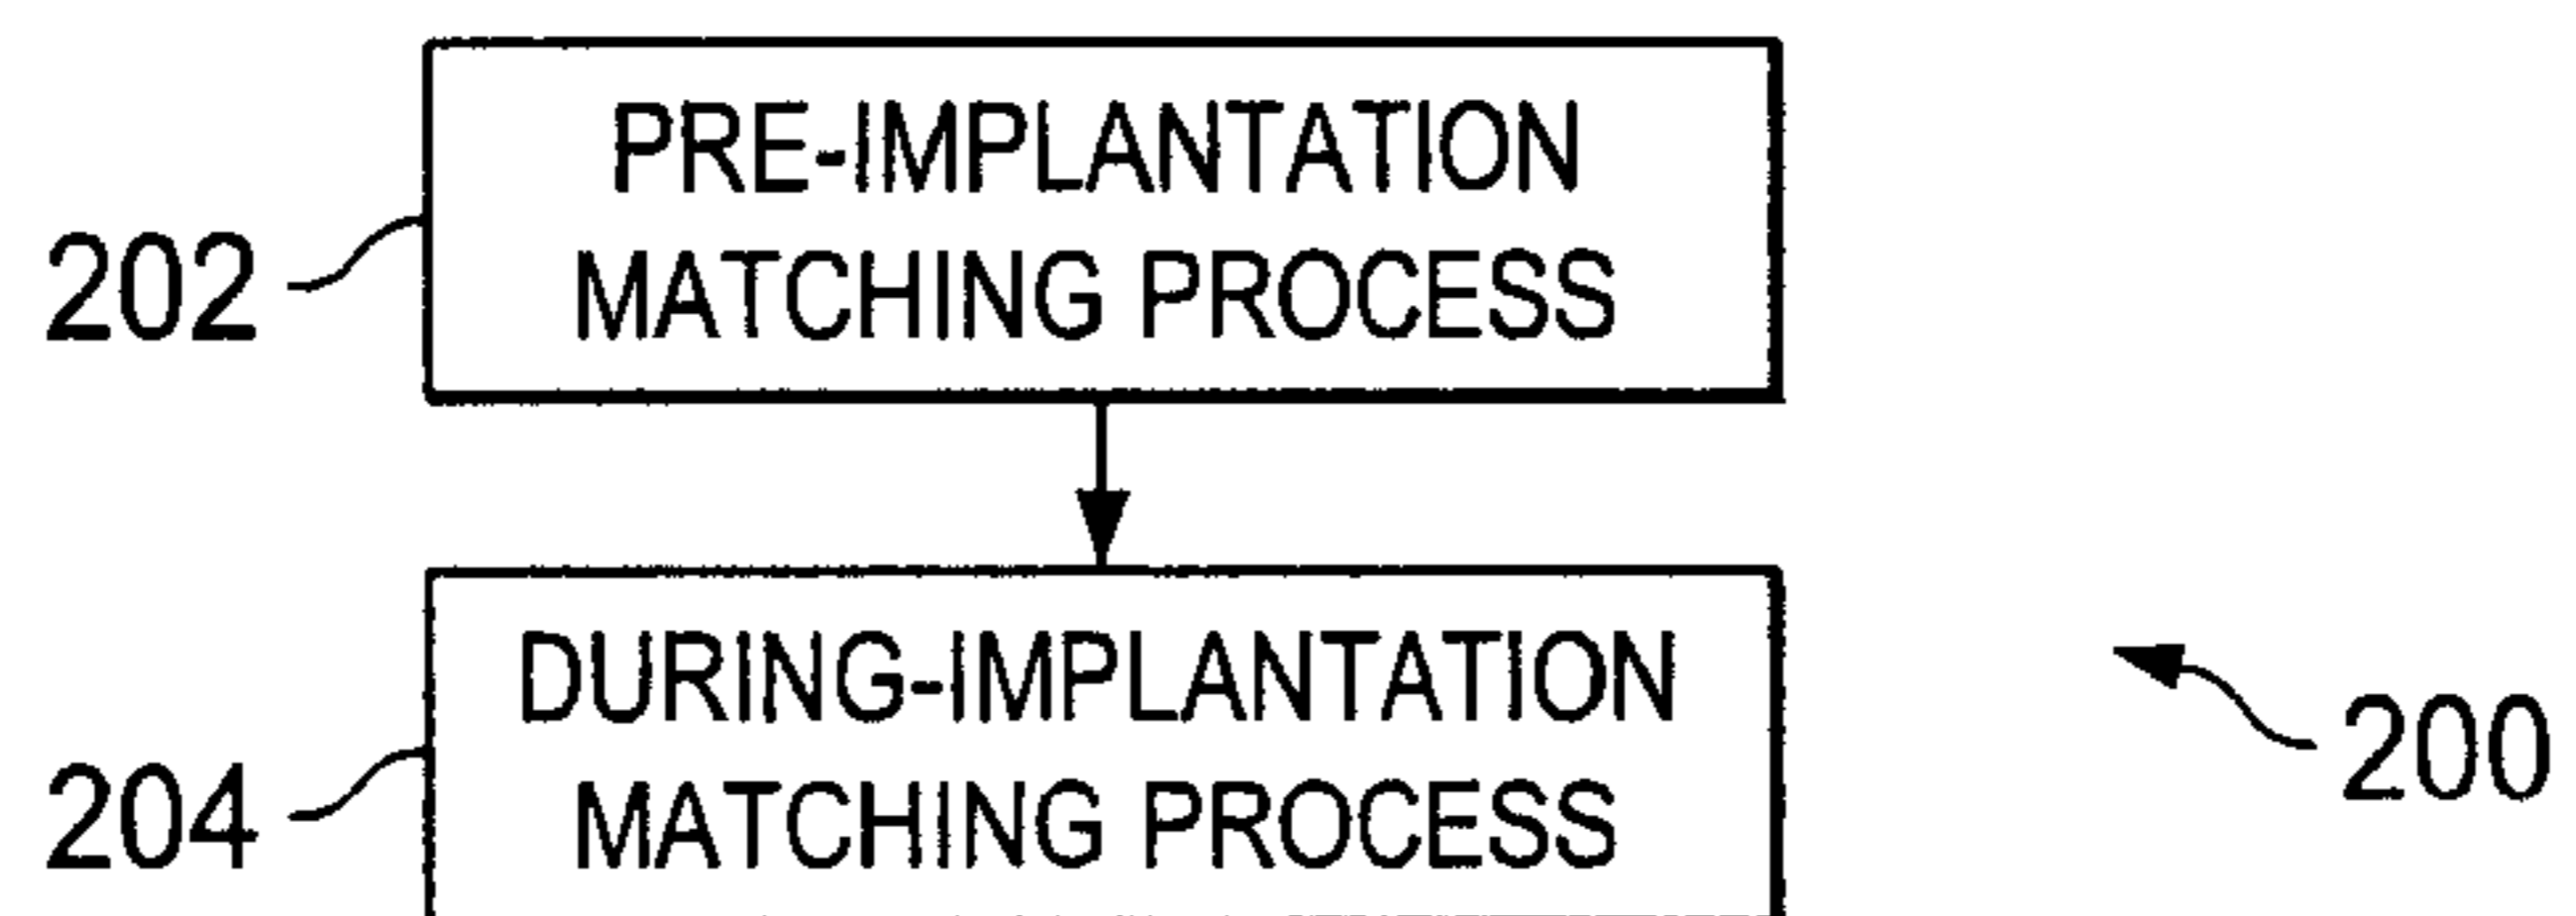 PRE-IMPLANTATION
MATCHING PROCESS
202
DURING-IMPLANTATION
MATCHING PROCESS
204
200